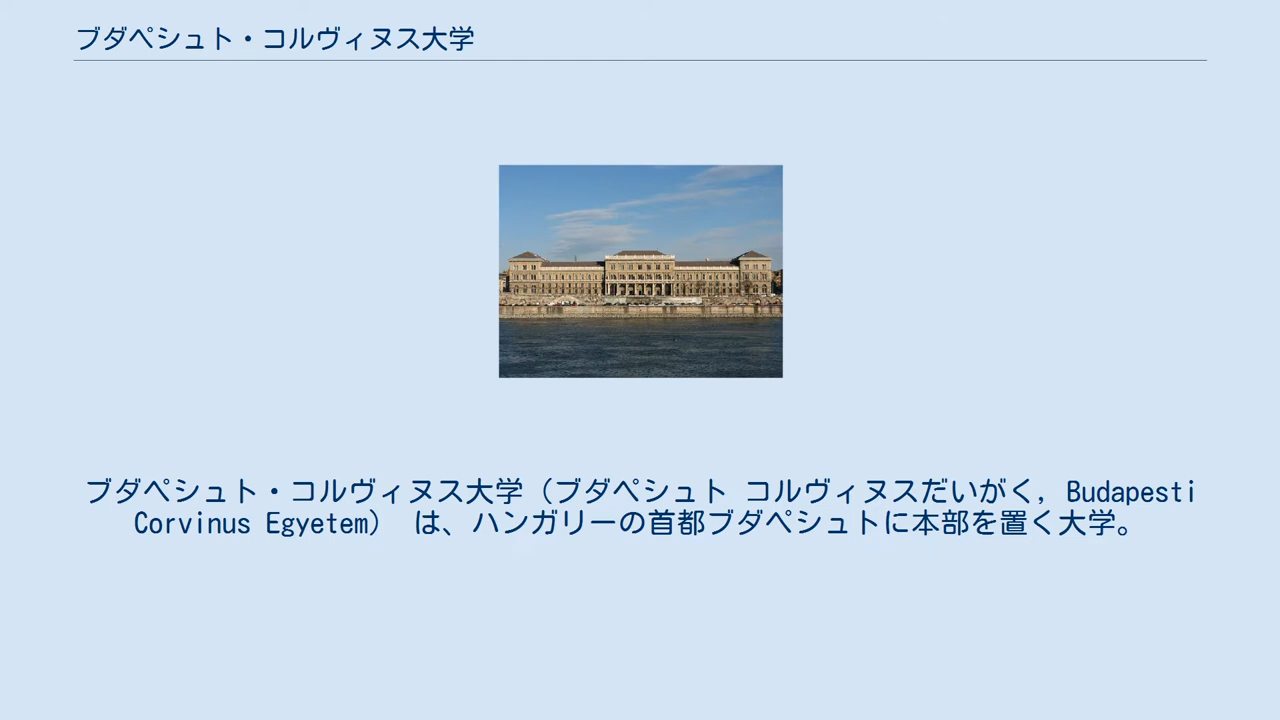 ブダペシュト・コルヴィヌス大学
ブダペシュト・コルヴィヌス大学（ブダペシュト コルヴィヌスだいがく, Budapesti
Corvinus Egyetem） は、ハンガリーの首都ブダペシュトに本部を置く大学。